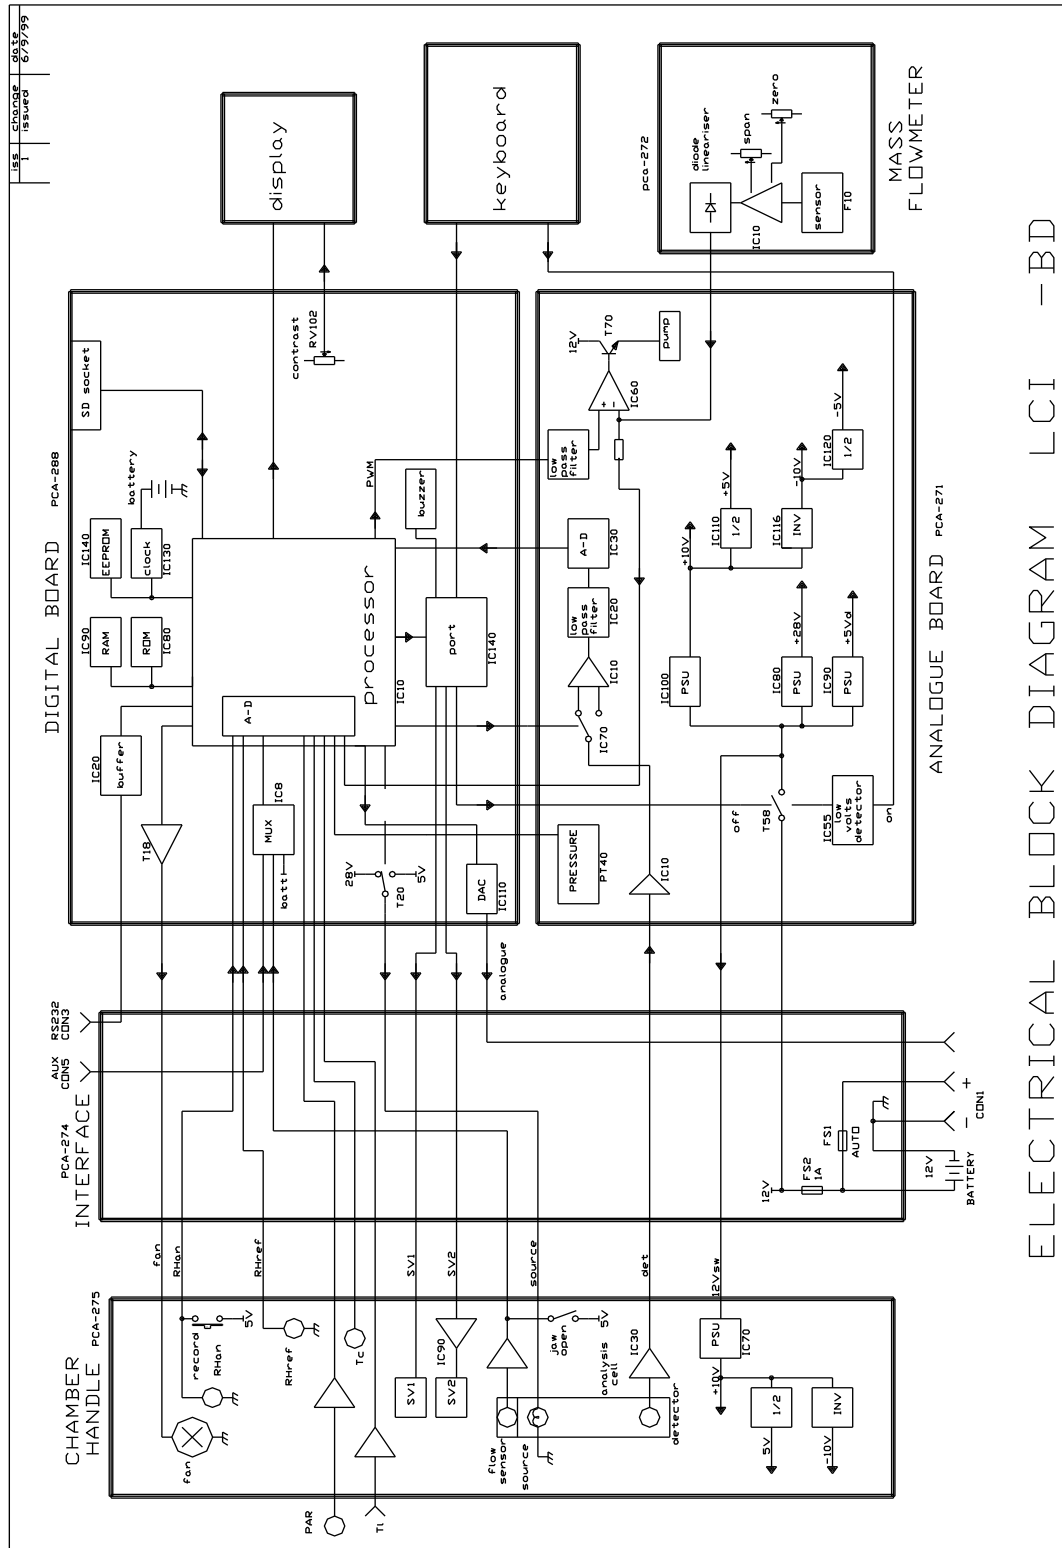 iss
change
date
1
issued
6/9/99
display
keyboard
MASS
FLOWMETER
pca-272
diode
lineariser
span
zero
IC10
sensor
F10
DIGITAL BOARD
PCA-288
SD socket
battery
contrast
RV102
IC140
EEPROM
clock
IC130
IC90
RAM
ROM
IC80
PWM
buzzer
processor
IC10
port
IC140
A-D
IC20
buffer
T18
IC8
MUX
batt
28V
5V
T20
DAC
IC110
analogue
ANALOGUE BOARD
PCA-271
12V
T70
pump
IC60
+
-
low
pass
filter
A-D
IC30
low
pass
filter
IC20
IC10
IC70
+10V
+5V
IC110
1/2
-10V
IC116
INV
-5V
IC120
1/2
IC100
PSU
+28V
IC80
PSU
+5Vd
IC90
PSU
off
T58
IC55
low
volts
detector
on
PRESSURE
PT40
IC10
PCA-274
INTERFACE
AUX
CON5
RS232
CON3
12V
FS2
1A
FS1
AUTO
-
+
CON1
12V
BATTERY
fan
RHan
RHref
SV1
SV2
source
det
12Vsw
CHAMBER
HANDLE
PCA-275
fan
record
RHan
5V
RHref
Tc
PAR
Tl
SV1
IC90
SV2
flow
sensor
source
jaw
open
5V
analysis
cell
IC30
detector
PSU
IC70
+10V
1/2
5V
INV
-10V
ELECTRICAL BLOCK DIAGRAM LCI -BD